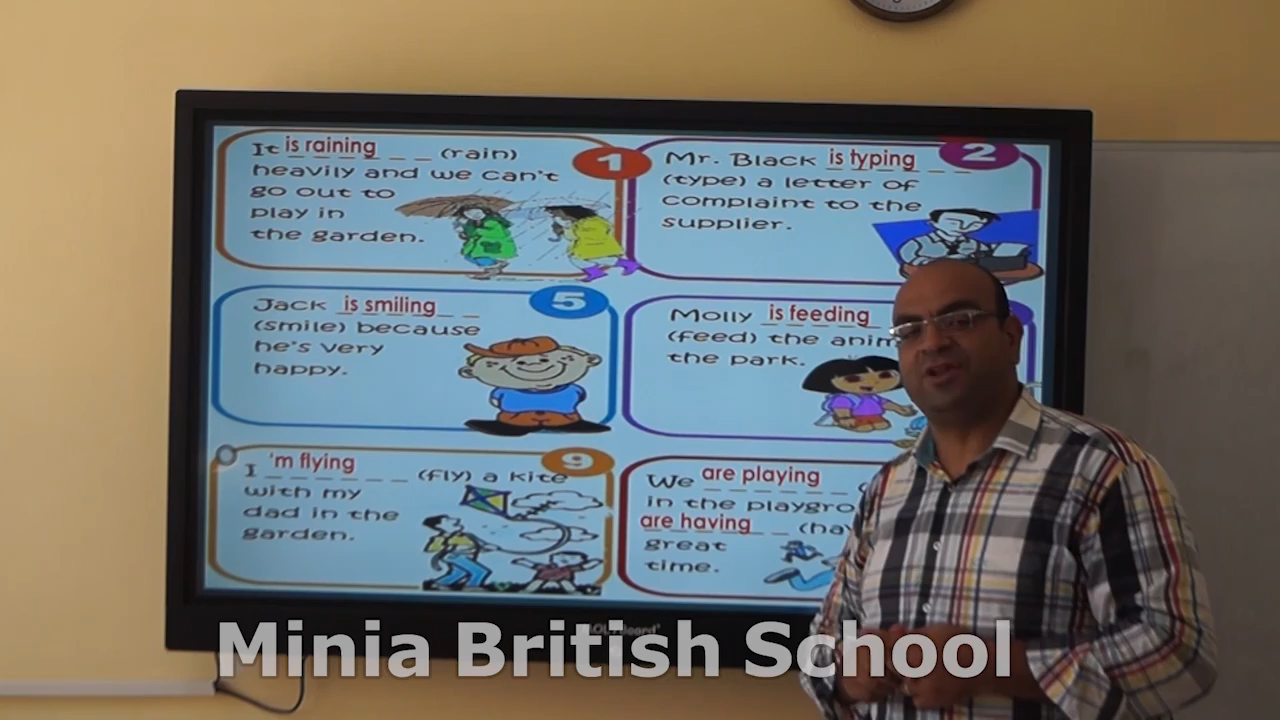 It is raining (rain)
heavily and we can't
go out to
play in
the garden.
1
Mr. Black is typing
(type) a letter of
complaint to the
supplier.
2
Jack is smiling
(smile) because
he's very
happy.
5
Molly is feeding
(feed) the
the park.
I 'm flying (fly) a kite
with my
dad in the
garden.
9
We are playing
in the
are having
great
time.
Minia British School